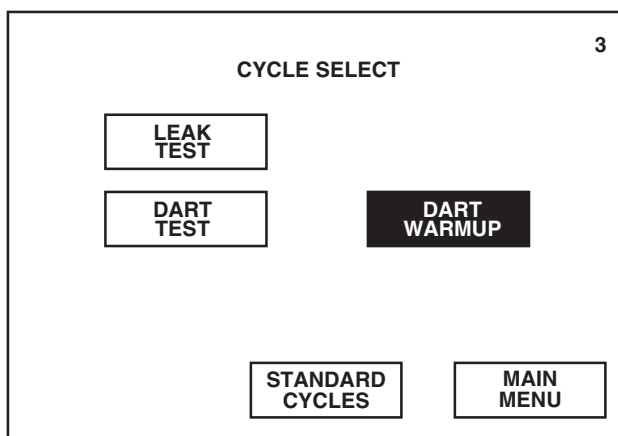 3
CYCLE SELECT
LEAK
TEST
DART
TEST
DART
WARMUP
STANDARD
CYCLES
MAIN
MENU